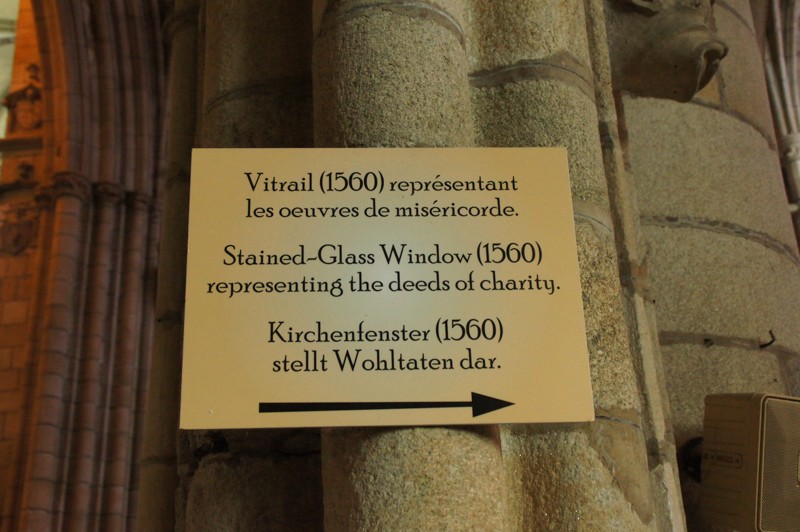 Vitrail (1560) représentant
les oeuvres de miséricorde.
Stained-Glass Window (1560)
representing the deeds of charity.
Kirchenfenster (1560)
stellt Wohltaten dar.